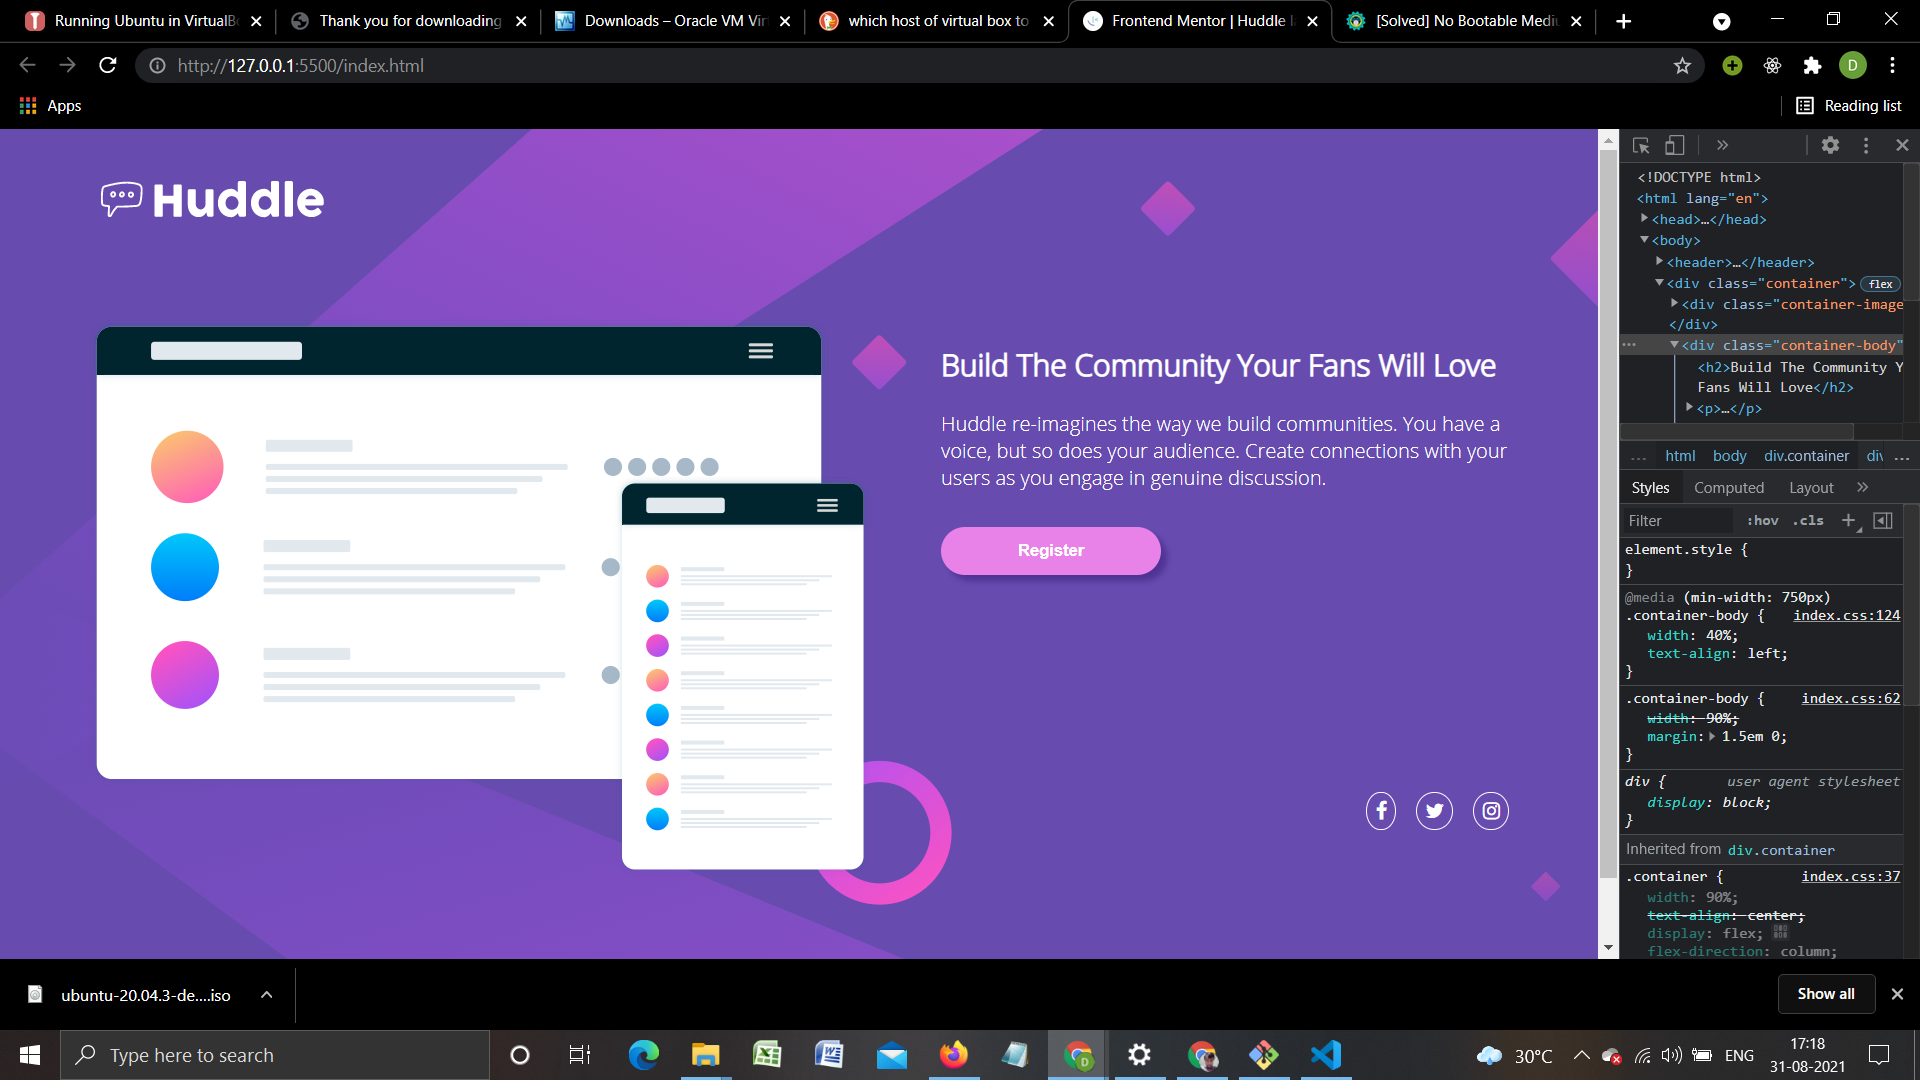 Running Ubuntu in VirtualB
Thank you for downloading
Downloads – Oracle VM Vir
which host of virtual box to
Frontend Mentor | Huddle l
[Solved] No Bootable Mediu
http://127.0.0.1:5500/index.html
D
Apps
Reading list
Huddle
Build The Community Your Fans Will Love
Huddle re-imagines the way we build communities. You have a
voice, but so does your audience. Create connections with your
users as you engage in genuine discussion.
Register
<!DOCTYPE html>
<html lang="en">
<head>…</head>
<body>
<header>…</header>
<div class="container"> flex
<div class="container-image
</div>
<div class="container-body"
<h2>Build The Community Y
Fans Will Love</h2>
<p>…</p>
... html body div.container div ...
Styles Computed Layout »
Filter :hov .cls +
element.style {
}
@media (min-width: 750px)
.container-body { index.css:124
width: 40%;
text-align: left;
}
.container-body { index.css:62
width: 90%;
margin: 1.5em 0;
}
div { user agent stylesheet
display: block;
}
Inherited from div.container
.container { index.css:37
width: 90%;
text-align: center;
display: flex;
flex-direction: column;
ubuntu-20.04.3-de....iso
Show all
Type here to search
30°C
ENG
17:18
31-08-2021